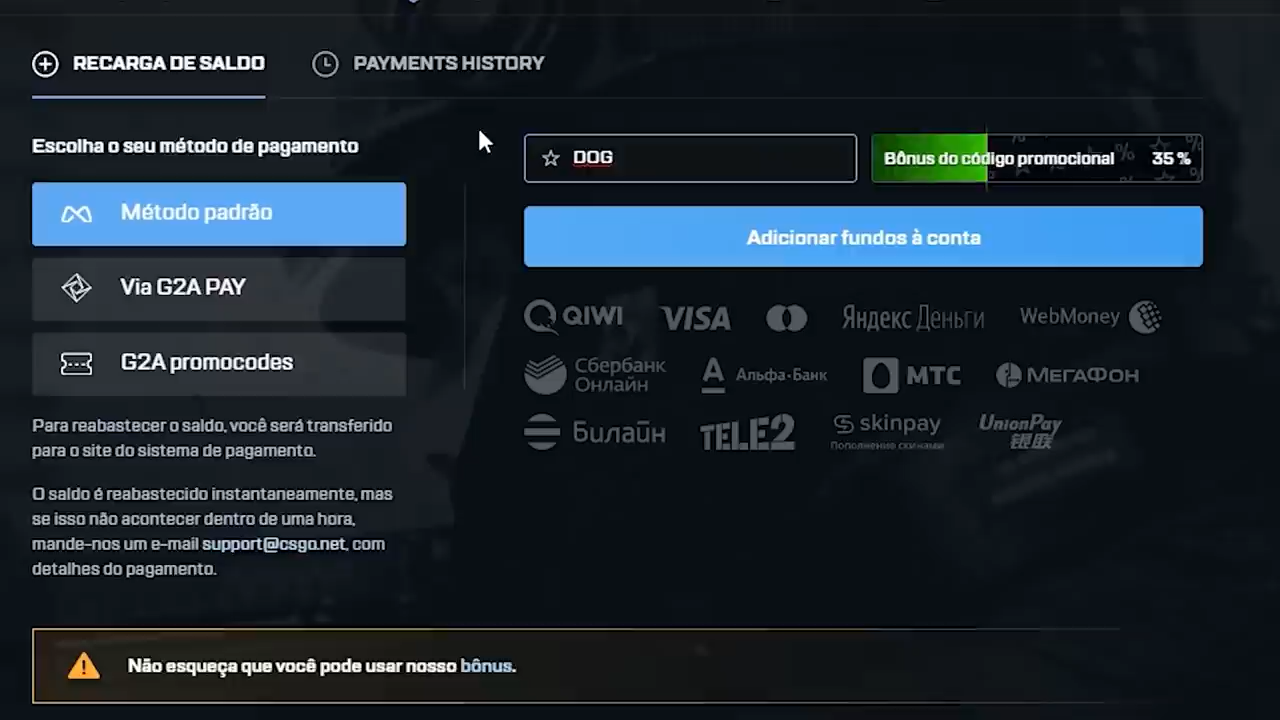 RECARGA DE SALDO
PAYMENTS HISTORY
Escolha o seu método de pagamento
DOG
Bônus do código promocional
35 %
Método padrão
Adicionar fundos à conta
Via G2A PAY
G2A promocodes
QIWI
VISA
Яндекс Деньги
WebMoney
Сбербанк
Онлайн
Альфа·Банк
МТС
МЕГАФОН
Билайн
TELE2
skinpay
Пополнение скинами
UnionPay
银联
Para reabastecer o saldo, você será transferido
para o site do sistema de pagamento.
O saldo é reabastecido instantaneamente, mas
se isso não acontecer dentro de uma hora,
mande-nos um e-mail support@csgo.net, com
detalhes do pagamento.
Não esqueça que você pode usar nosso bônus.